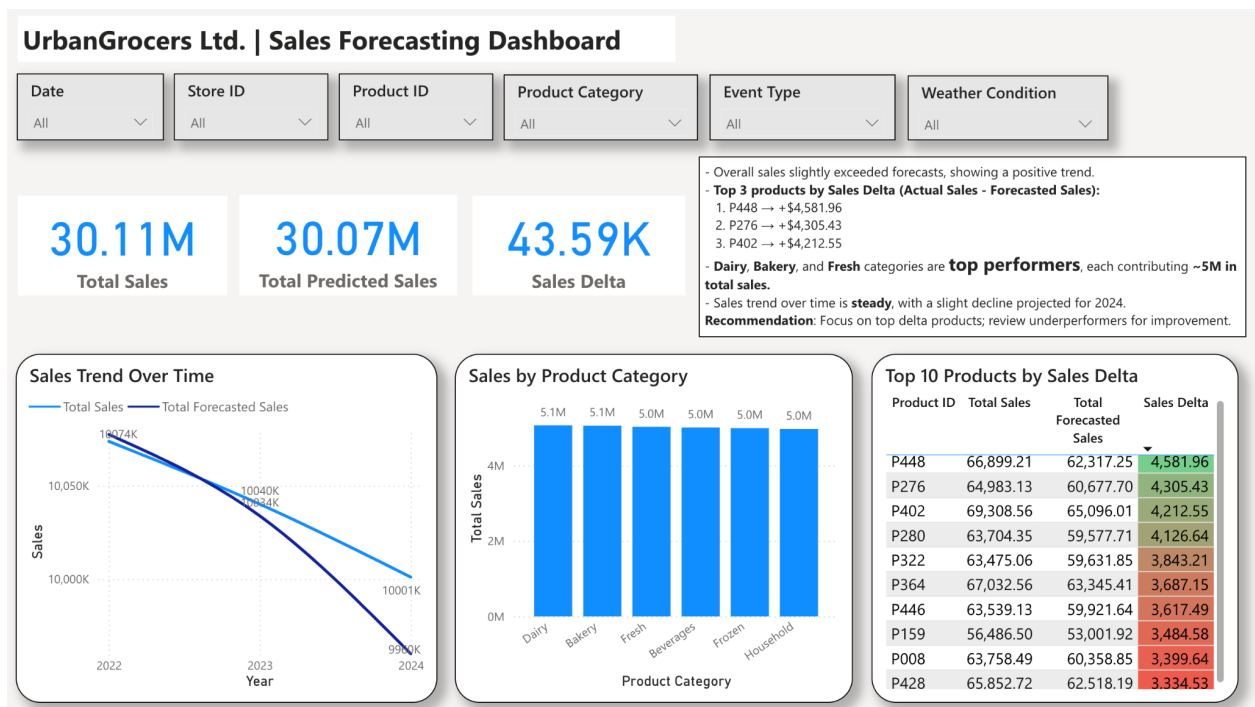 UrbanGrocers Ltd. | Sales Forecasting Dashboard
Date
All
Store ID
All
Product ID
All
Product Category
All
Event Type
All
Weather Condition
All
30.11M
Total Sales
30.07M
Total Predicted Sales
43.59K
Sales Delta
- Overall sales slightly exceeded forecasts, showing a positive trend.
- Top 3 products by Sales Delta (Actual Sales - Forecasted Sales):
1. P448 → +$4,581.96
2. P276 → +$4,305.43
3. P402 → +$4,212.55
- Dairy, Bakery, and Fresh categories are top performers, each contributing ~5M in
total sales.
- Sales trend over time is steady, with a slight decline projected for 2024.
Recommendation: Focus on top delta products; review underperformers for improvement.
Sales Trend Over Time
Total Sales Total Forecasted Sales
10074K
10,050K
10040K
10034K
10,000K
10001K
9960K
Sales
2022 2023 2024
Year
Sales by Product Category
5.1M 5.1M 5.0M 5.0M 5.0M 5.0M
4M
2M
0M
Total Sales
Dairy Bakery Fresh Beverages Frozen Household
Product Category
Top 10 Products by Sales Delta
Product ID Total Sales Total Forecasted Sales Sales Delta
P448 66,899.21 62,317.25 4,581.96
P276 64,983.13 60,677.70 4,305.43
P402 69,308.56 65,096.01 4,212.55
P280 63,704.35 59,577.71 4,126.64
P322 63,475.06 59,631.85 3,843.21
P364 67,032.56 63,345.41 3,687.15
P446 63,539.13 59,921.64 3,617.49
P159 56,486.50 53,001.92 3,484.58
P008 63,758.49 60,358.85 3,399.64
P428 65,852.72 62,518.19 3,334.53